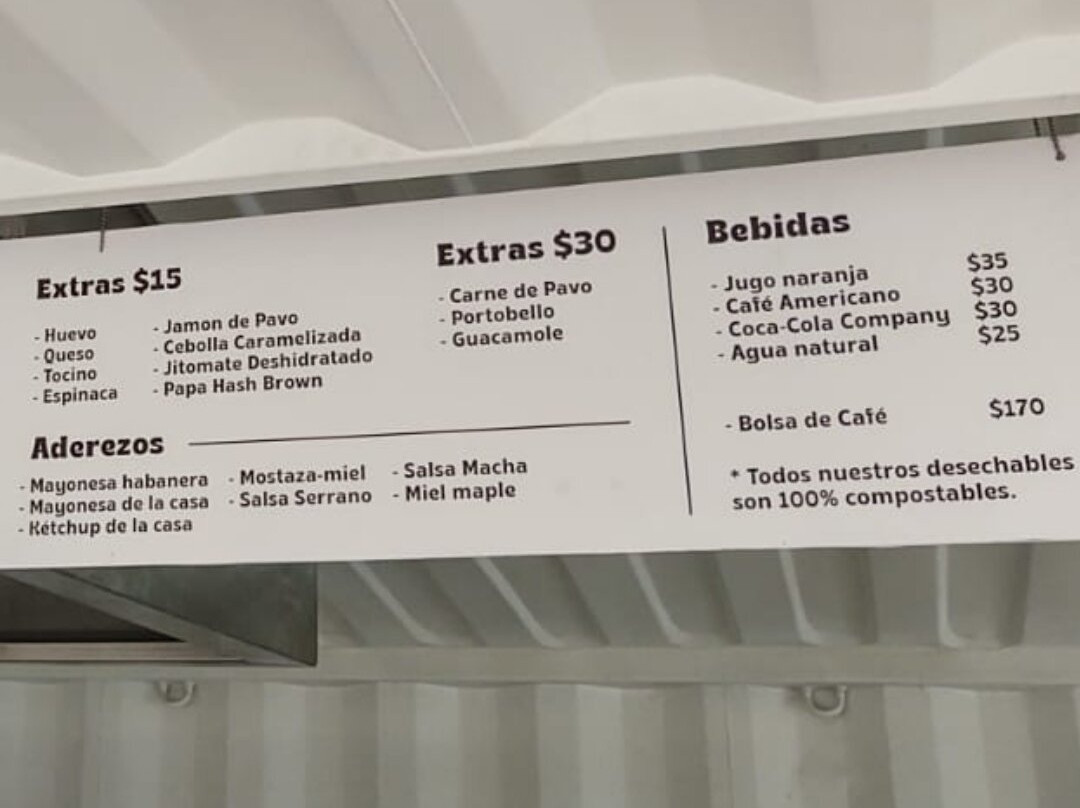 Extras $15
- Huevo
- Queso
- Tocino
- Espinaca
- Jamon de Pavo
- Cebolla Caramelizada
- Jitomate Deshidratado
- Papa Hash Brown
Extras $30
- Carne de Pavo
- Portobello
- Guacamole
Aderezos
- Mayonesa habanera
- Mayonesa de la casa
- Kétchup de la casa
- Mostaza-miel
- Salsa Serrano
- Salsa Macha
- Miel maple
Bebidas
- Jugo naranja $35
- Café Americano $30
- Coca-Cola Company $30
- Agua natural $25
- Bolsa de Café $170
* Todos nuestros desechables
son 100% compostables.